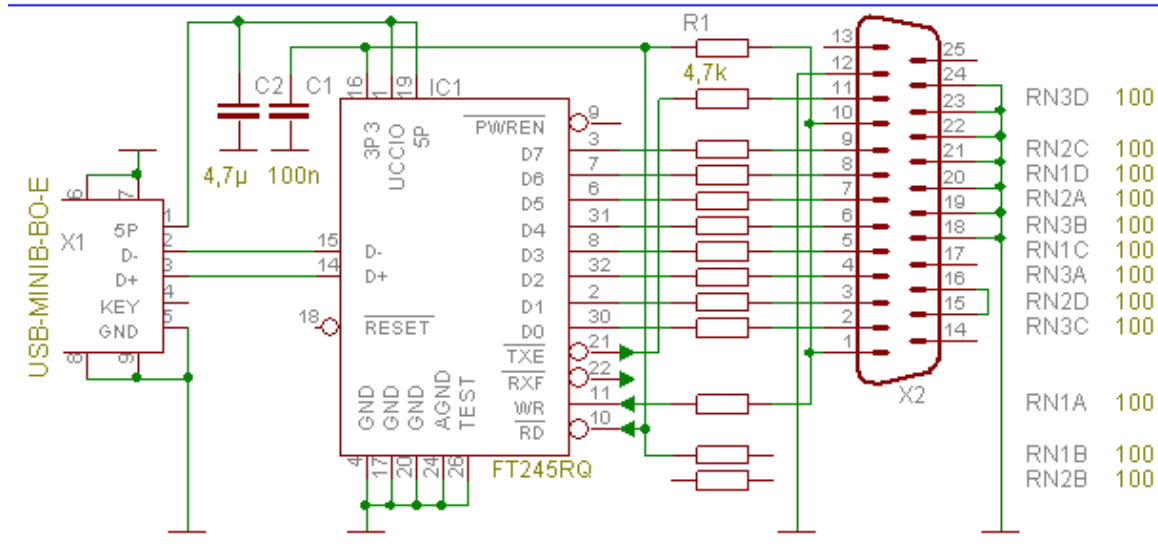 R1
4,7k
C2 C1
4,7µ 100n
16 1 19 IC1
3P3
UCCIO
5P
PWREN 9
D7 3
D6 7
D5 6
D4 31
D3 8
D2 32
D1 2
D0 30
TXE 21
RXF 22
WR 11
RD 10
15 D-
14 D+
18 RESET
GND
GND
GND
AGND
TEST
4 17 20 24 26
FT245RQ
USB-MINIB-BO-E
X1
6 7
5P 1
D- 2
D+ 3
KEY 4
GND 5
8 9
13
12
11
10
9
8
7
6
5
4
3
2
1
25
24
23
22
21
20
19
18
17
16
15
14
X2
RN3D 100
RN2C 100
RN1D 100
RN2A 100
RN3B 100
RN1C 100
RN3A 100
RN2D 100
RN3C 100
RN1A 100
RN1B 100
RN2B 100